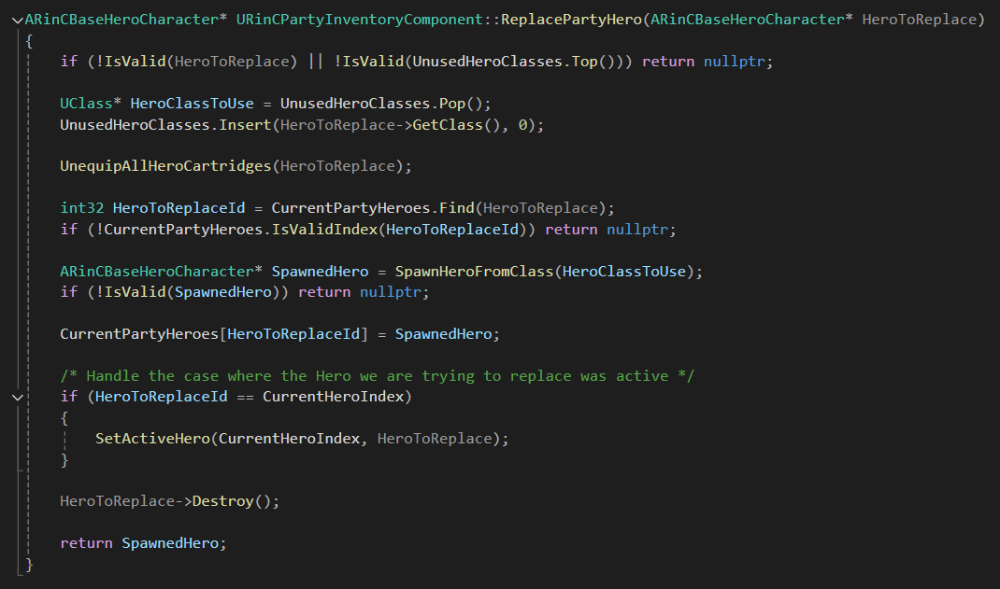 ARinCBaseHeroCharacter* URinCPartyInventoryComponent::ReplacePartyHero(ARinCBaseHeroCharacter* HeroToReplace)
{
if (!IsValid(HeroToReplace) || !IsValid(UnusedHeroClasses.Top())) return nullptr;
UClass* HeroClassToUse = UnusedHeroClasses.Pop();
UnusedHeroClasses.Insert(HeroToReplace->GetClass(), 0);
UnequipAllHeroCartridges(HeroToReplace);
int32 HeroToReplaceId = CurrentPartyHeroes.Find(HeroToReplace);
if (!CurrentPartyHeroes.IsValidIndex(HeroToReplaceId)) return nullptr;
ARinCBaseHeroCharacter* SpawnedHero = SpawnHeroFromClass(HeroClassToUse);
if (!IsValid(SpawnedHero)) return nullptr;
CurrentPartyHeroes[HeroToReplaceId] = SpawnedHero;
/* Handle the case where the Hero we are trying to replace was active */
if (HeroToReplaceId == CurrentHeroIndex)
{
SetActiveHero(CurrentHeroIndex, HeroToReplace);
}
HeroToReplace->Destroy();
return SpawnedHero;
}